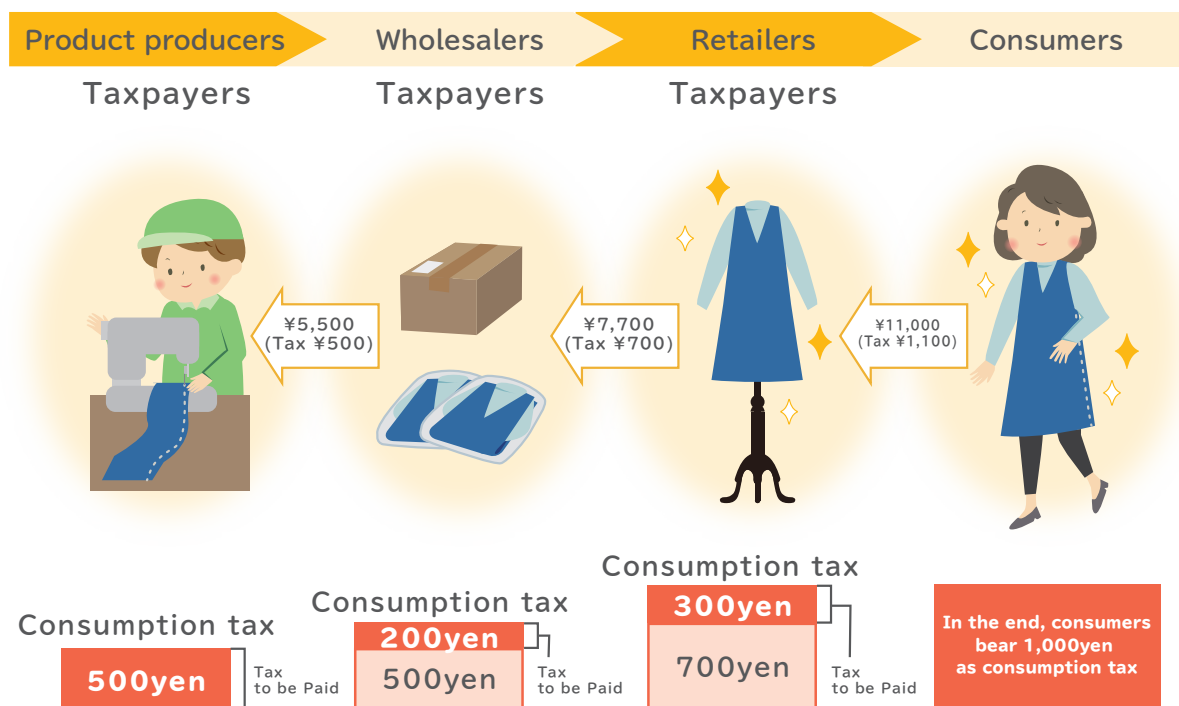 Product producers
Wholesalers
Retailers
Consumers
Taxpayers
Taxpayers
Taxpayers
¥5,500
(Tax ¥500)
¥7,700
(Tax ¥700)
¥11,000
(Tax ¥1,100)
Consumption tax
500yen
Tax
to be Paid
Consumption tax
200yen
500yen
Tax
to be Paid
Consumption tax
300yen
700yen
Tax
to be Paid
In the end, consumers
bear 1,000yen
as consumption tax